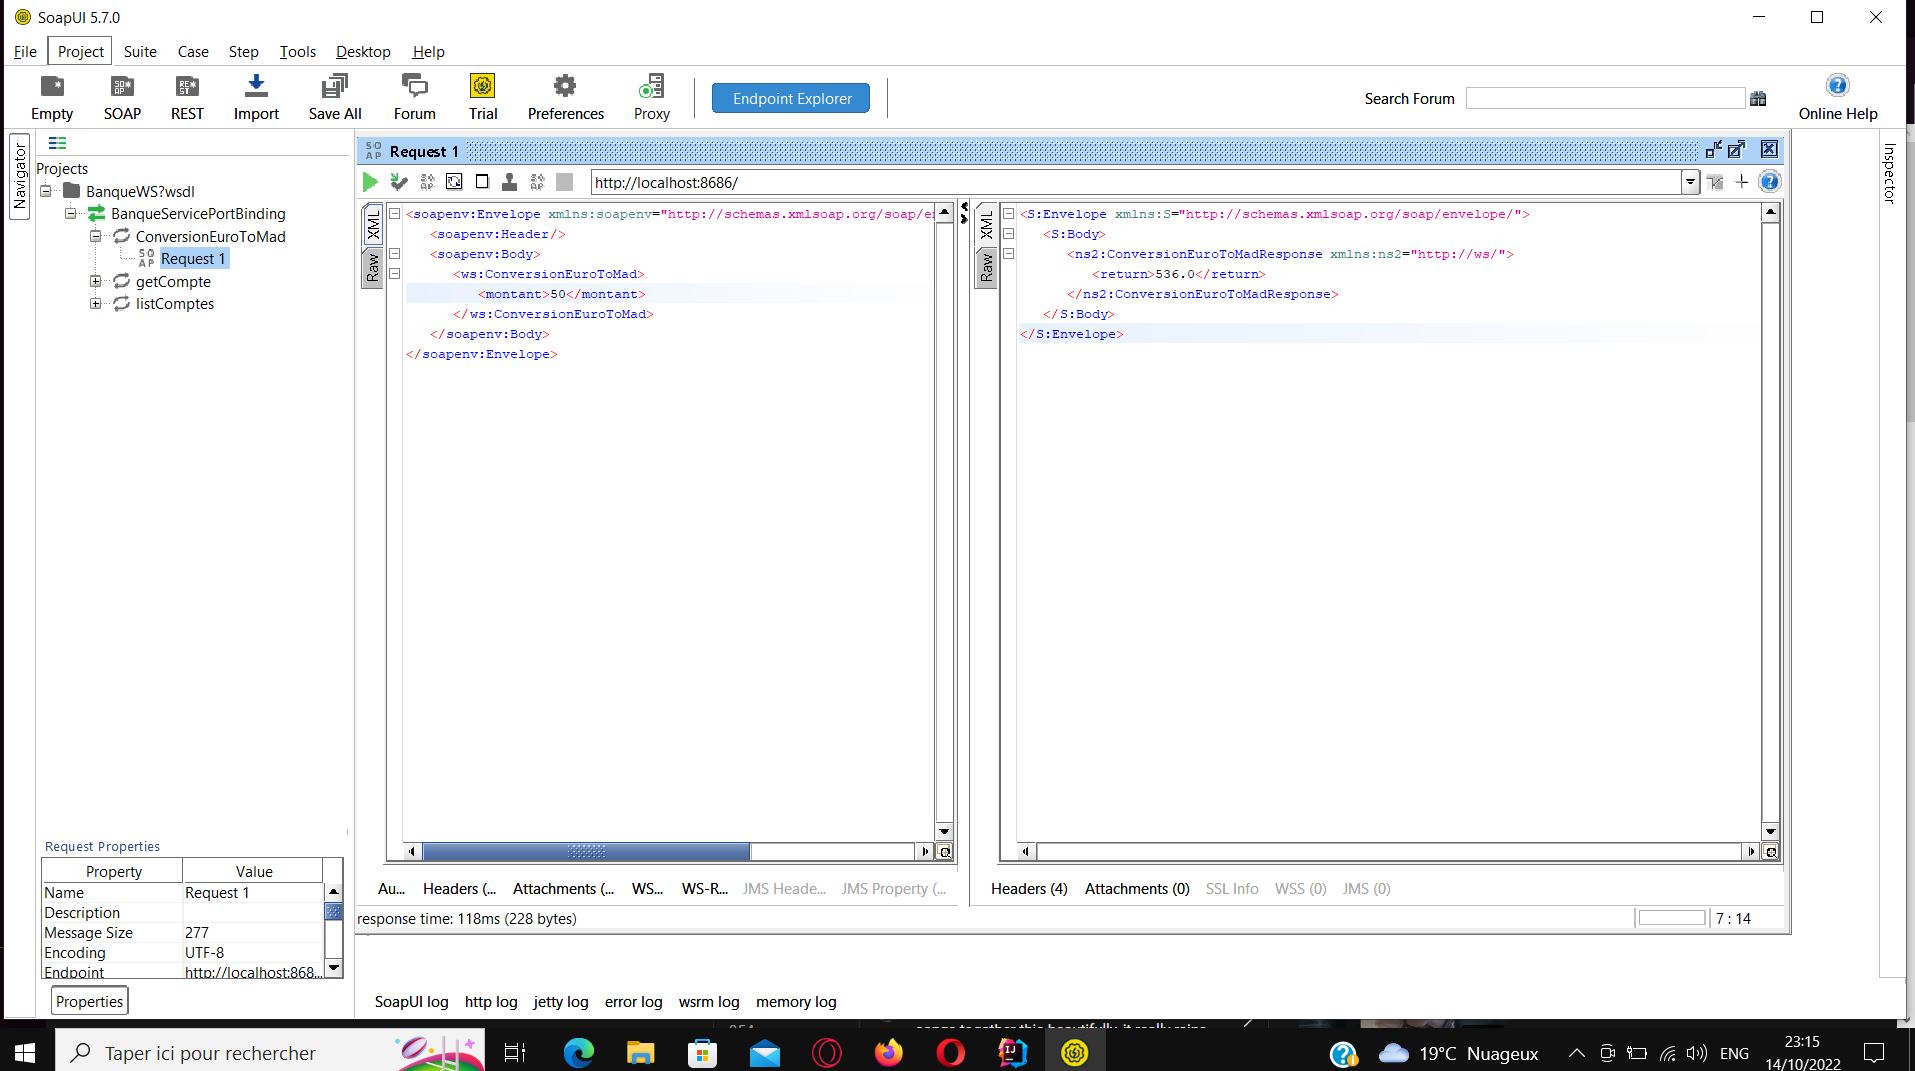 SoapUI 5.7.0
File Project Suite Case Step Tools Desktop Help
Empty SOAP REST Import Save All Forum Trial Preferences Proxy Endpoint Explorer Search Forum Online Help
Navigator
Projects
BanqueWS?wsdl
BanqueServicePortBinding
ConversionEuroToMad
SOAP Request 1
getCompte
listComptes
Request Properties
Property Value
Name Request 1
Description
Message Size 277
Encoding UTF-8
Endpoint http://localhost:868...
Properties
SOAP Request 1
http://localhost:8686/
XML
Raw
<soapenv:Envelope xmlns:soapenv="http://schemas.xmlsoap.org/soap/e
<soapenv:Header/>
<soapenv:Body>
<ws:ConversionEuroToMad>
<montant>50</montant>
</ws:ConversionEuroToMad>
</soapenv:Body>
</soapenv:Envelope>
XML
Raw
<S:Envelope xmlns:S="http://schemas.xmlsoap.org/soap/envelope/">
<S:Body>
<ns2:ConversionEuroToMadResponse xmlns:ns2="http://ws/">
<return>536.0</return>
</ns2:ConversionEuroToMadResponse>
</S:Body>
</S:Envelope>
Inspector
Au... Headers (... Attachments (... WS... WS-R... JMS Heade... JMS Property (...
Headers (4) Attachments (0) SSL Info WSS (0) JMS (0)
response time: 118ms (228 bytes)
7 : 14
SoapUI log http log jetty log error log wsrm log memory log
Taper ici pour rechercher
19°C Nuageux ENG
23:15
14/10/2022